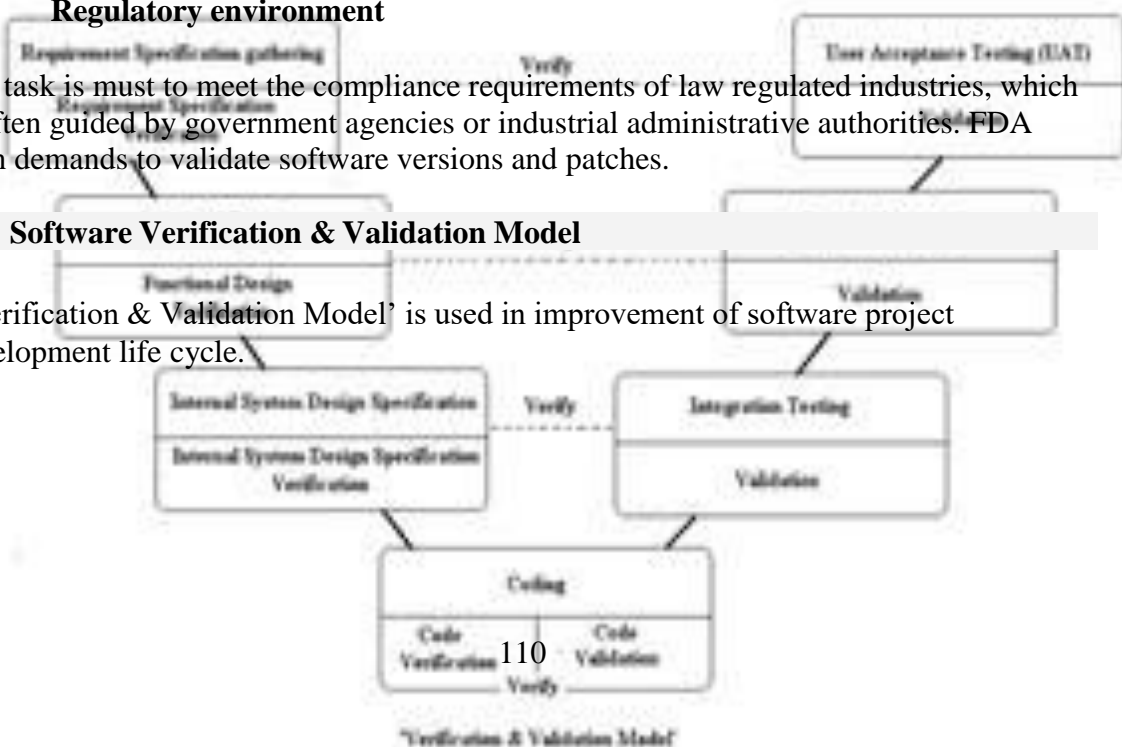 Regulatory environment
Requirement Specification gathering
Verify
User Acceptance Testing (UAT)
task is must to meet the compliance requirements of law regulated industries, which
Requirement Specification
ften guided by government agencies or industrial administrative authorities. FDA
n demands to validate software versions and patches.
Software Verification & Validation Model
Functional Design
Validation
erification & Validation Model’ is used in improvement of software project
elopment life cycle.
Internal System Design Specification
Verify
Integration Testing
Internal System Design Specification
Verification
Validation
Coding
Code
Verification
Code
Validation
110
Verify
'Verification & Validation Model'